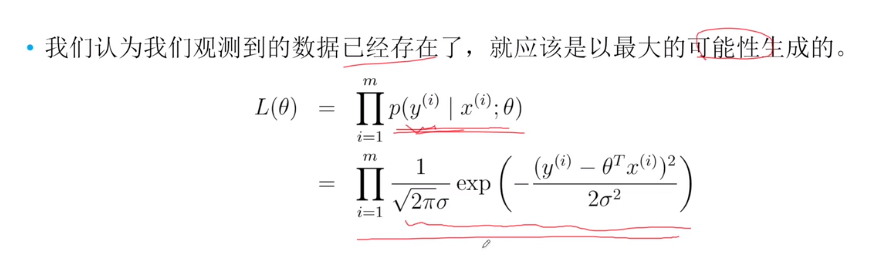 • 我们认为我们观测到的数据已经存在了，就应该是以最大的可能性生成的。
L(θ) = ∏_{i=1}^{m} p(y^{(i)} | x^{(i)}; θ)
= ∏_{i=1}^{m} \frac{1}{\sqrt{2π}σ} exp(-\frac{(y^{(i)} - θ^T x^{(i)})^2}{2σ^2})